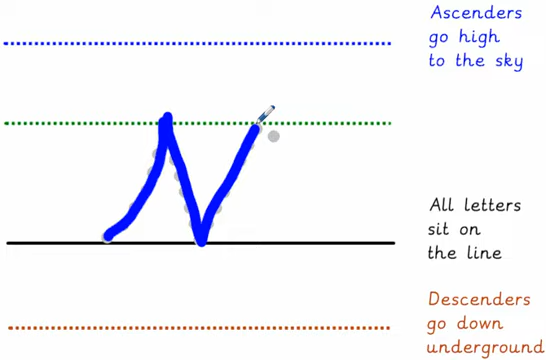 v
Ascenders
go high
to the sky
All letters
sit on
the line
Descenders
go down
underground